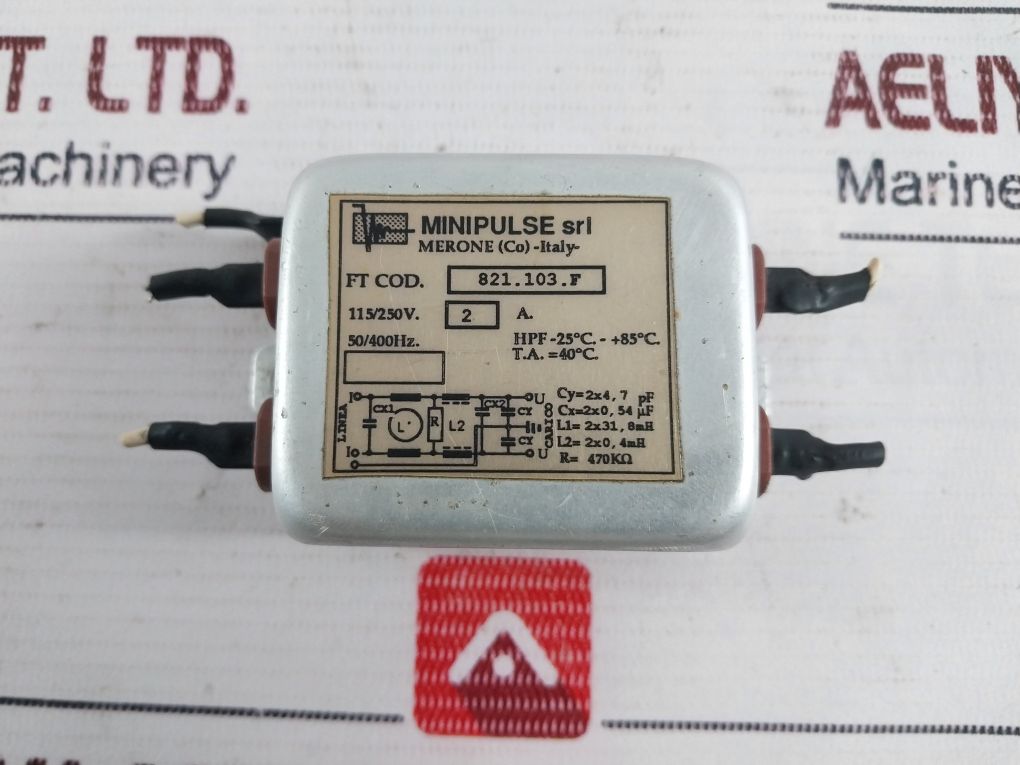 T. LTD.
achinery
AELIY
Marine
MINIPULSE srl
MERONE (Co) -Italy-
FT COD. 821.103.F
115/250V. 2 A.
50/400Hz.
HPF -25°C. - +85°C.
T.A. =40°C.
I U
LINEA
CX1
L'
R
L2
CX2
CY
CY
CARICO
I U
Cy=2x4,7 pF
Cx=2x0,54 µF
L1= 2x31,8mH
L2= 2x0,4mH
R= 470KΩ